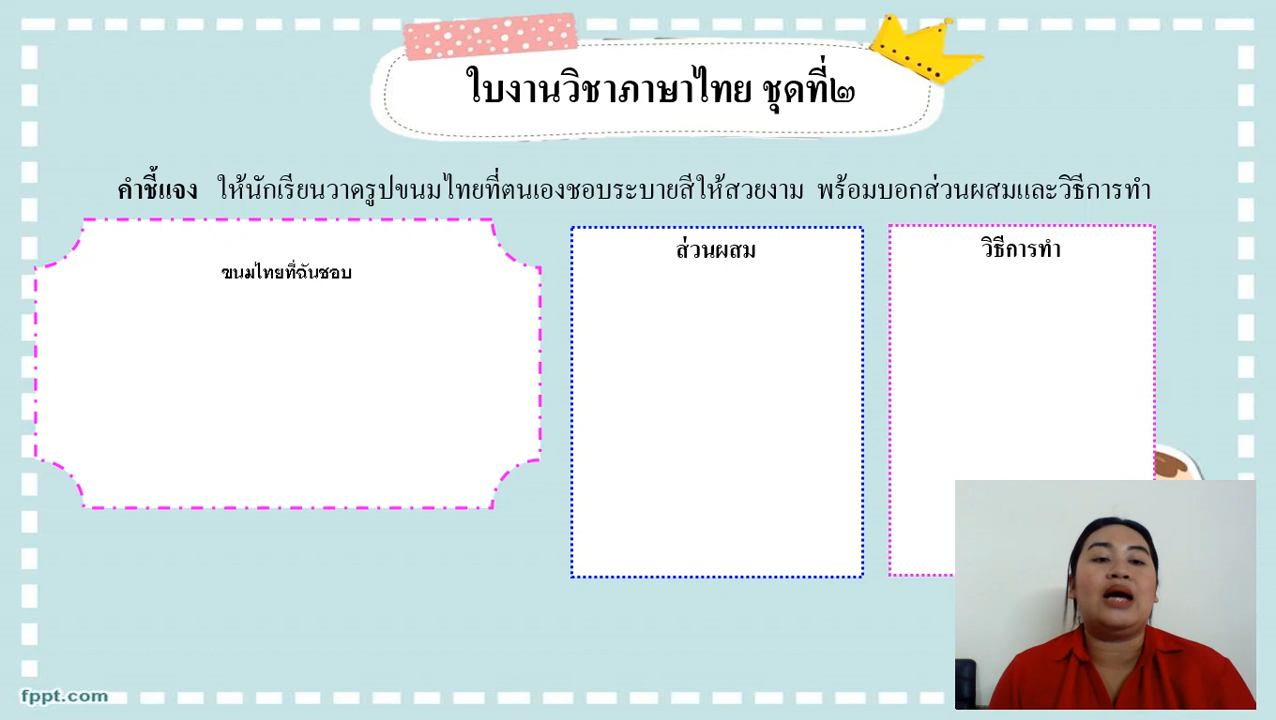 ใบงานวิชาภาษาไทย ชุดที่๒
คำชี้แจง ให้นักเรียนวาดรูปขนมไทยที่ตนเองชอบระบายสีให้สวยงาม พร้อมบอกส่วนผสมและวิธีการทำ
ขนมไทยที่ฉันชอบ
ส่วนผสม
วิธีการทำ
fppt.com